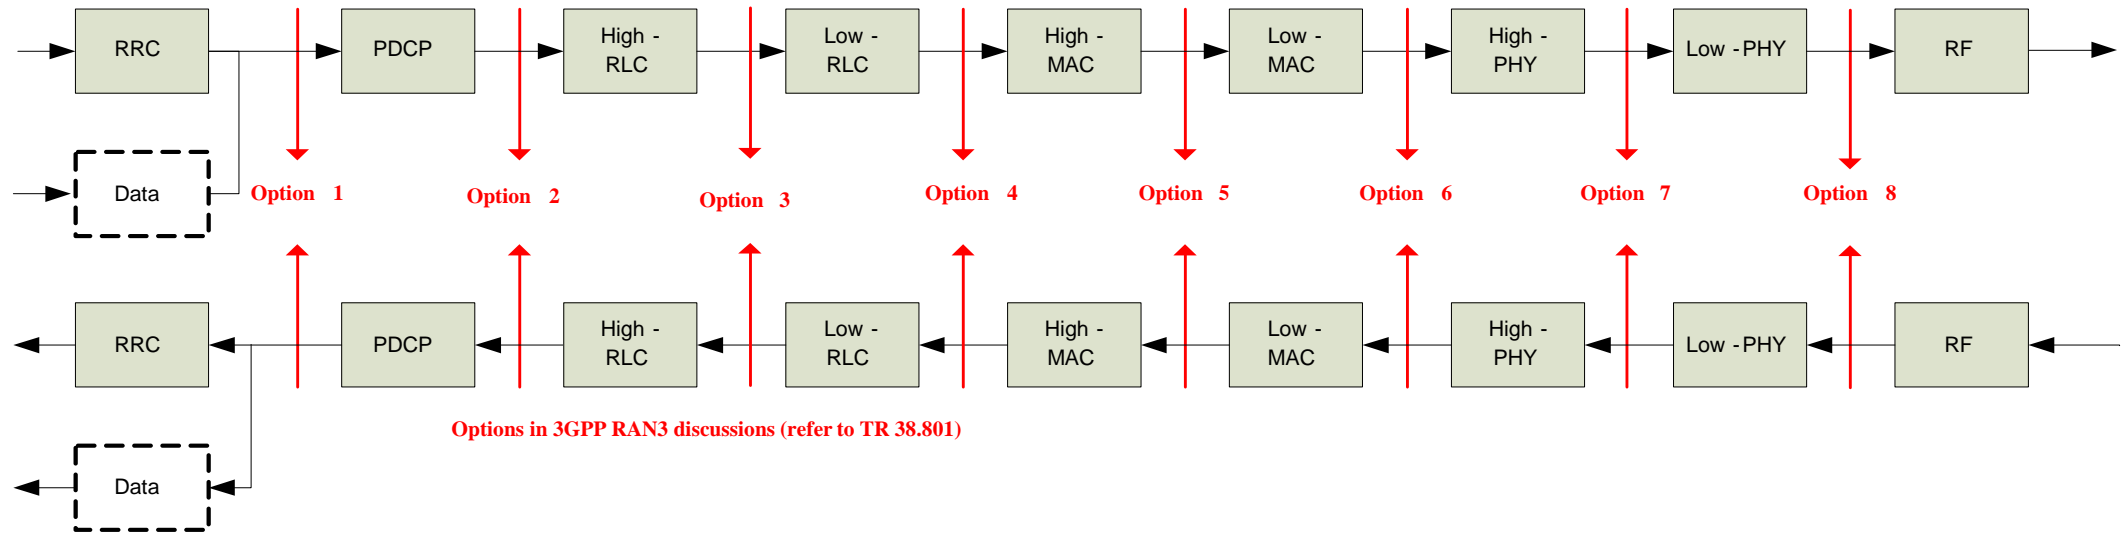 RRC
PDCP
High -
RLC
Low -
RLC
High -
MAC
Low -
MAC
High -
PHY
Low - PHY
RF
Data
Option 1
Option 2
Option 3
Option 4
Option 5
Option 6
Option 7
Option 8
RRC
PDCP
High -
RLC
Low -
RLC
High -
MAC
Low -
MAC
High -
PHY
Low - PHY
RF
Options in 3GPP RAN3 discussions (refer to TR 38.801)
Data